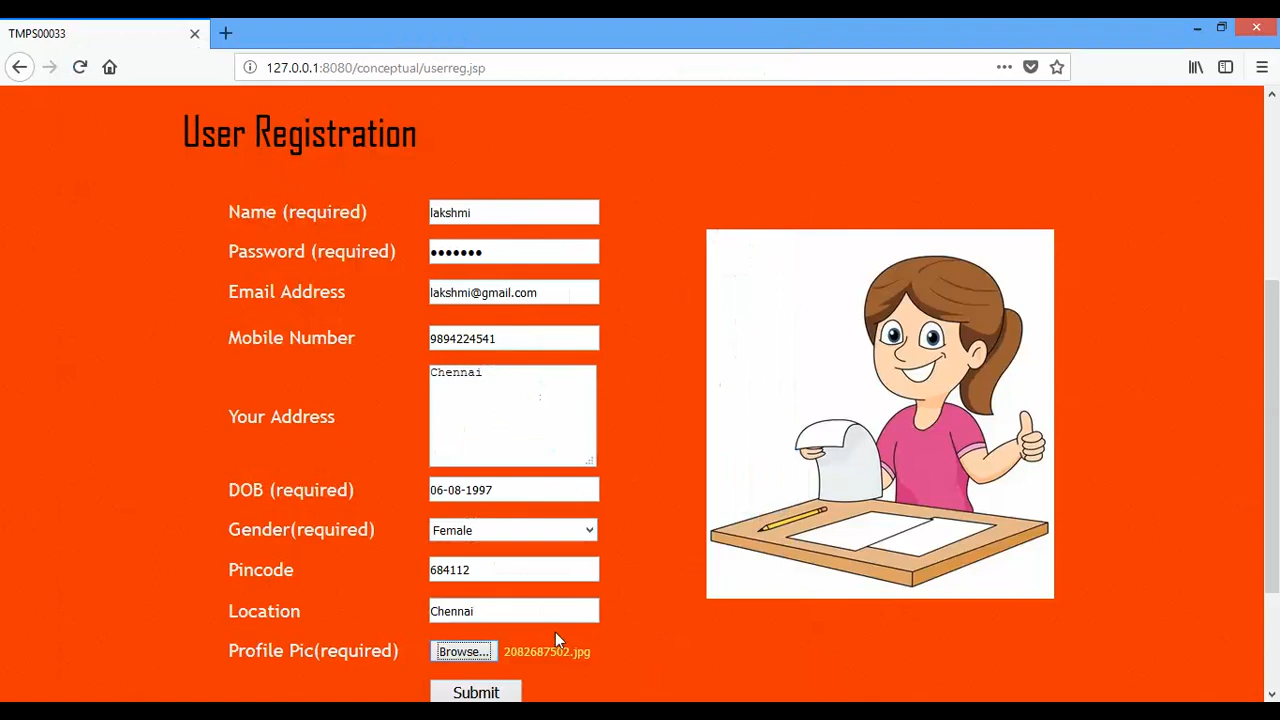 TMPS00033
127.0.0.1:8080/conceptual/userreg.jsp
User Registration
Name (required) lakshmi
Password (required) •••••••
Email Address lakshmi@gmail.com
Mobile Number 9894224541
Chennai
Your Address
DOB (required) 06-08-1997
Gender(required) Female
Pincode 684112
Location Chennai
Profile Pic(required) Browse... 2082687502.jpg
Submit